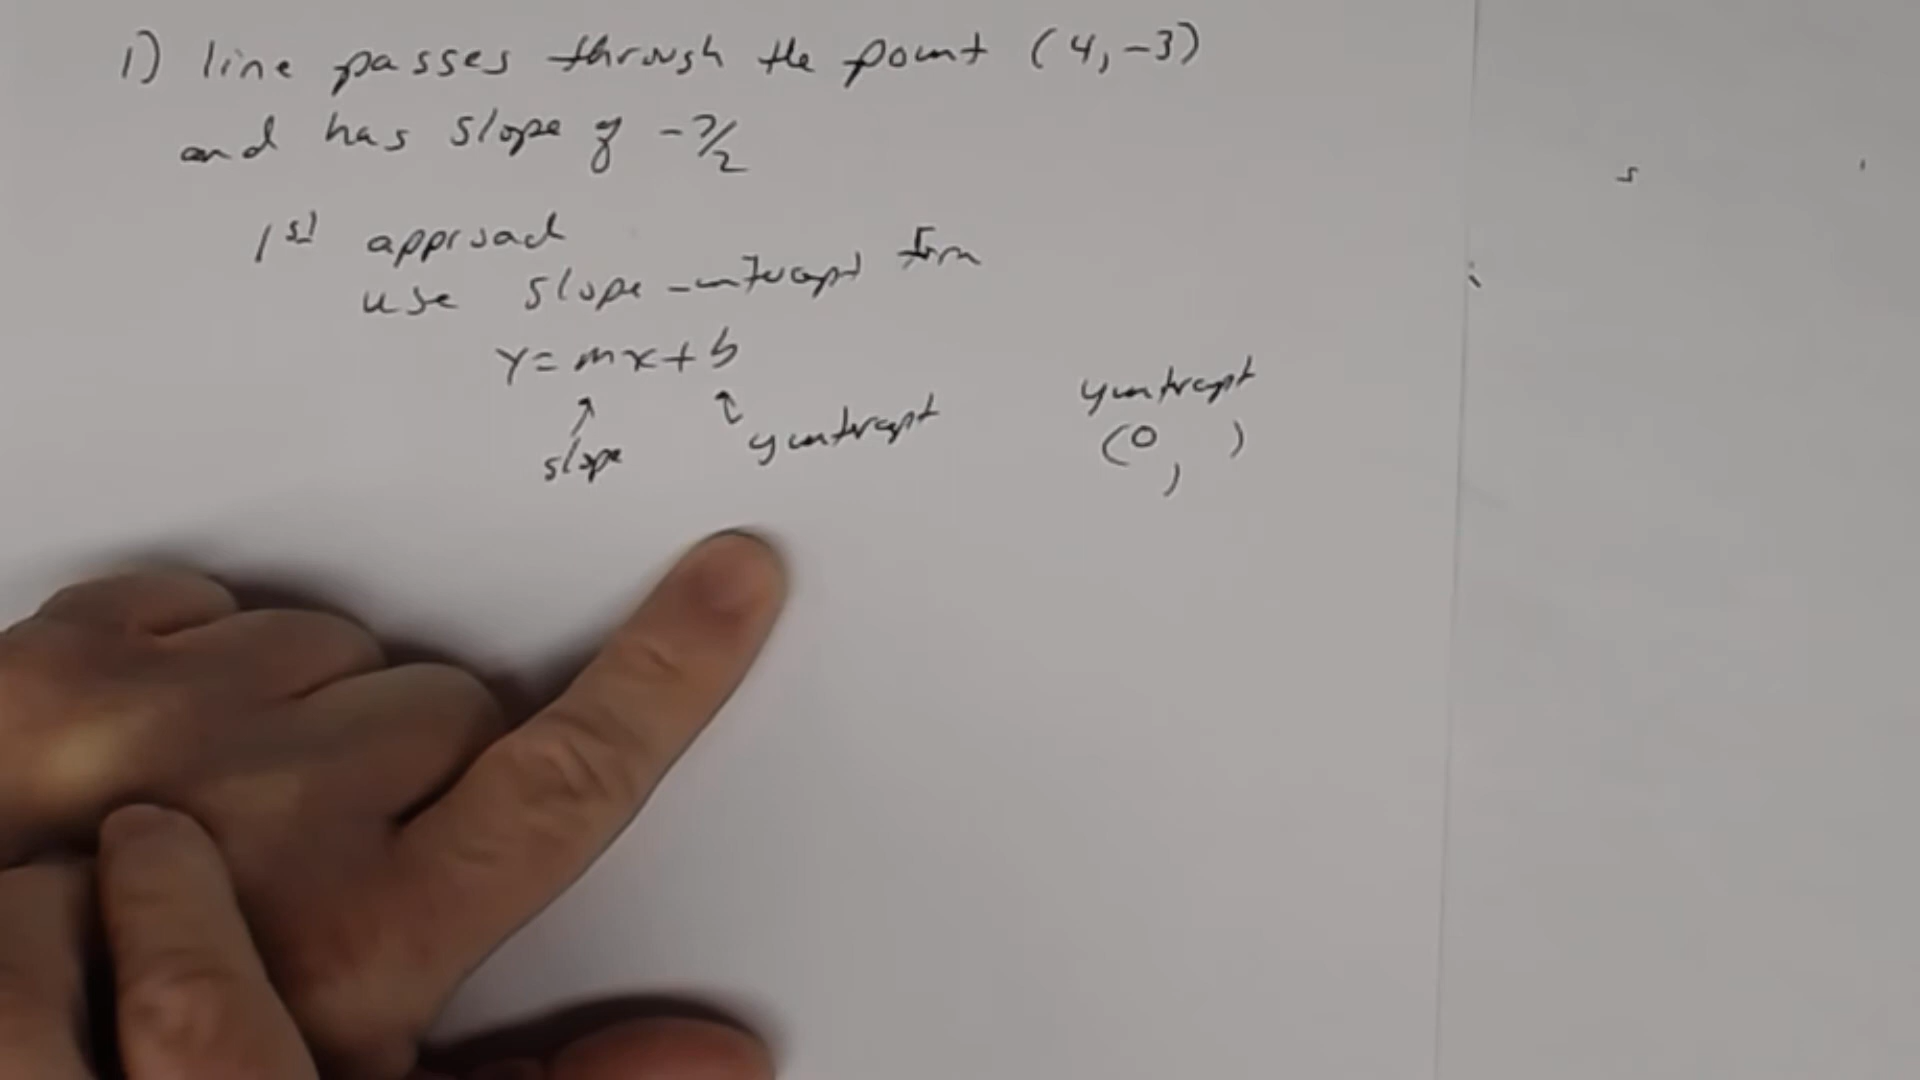 1) line passes through the point (4, -3)
and has slope of -7/2
1st approach
use slope-intercept form
y = mx + b
slope
y intercept
y intercept
(0, )